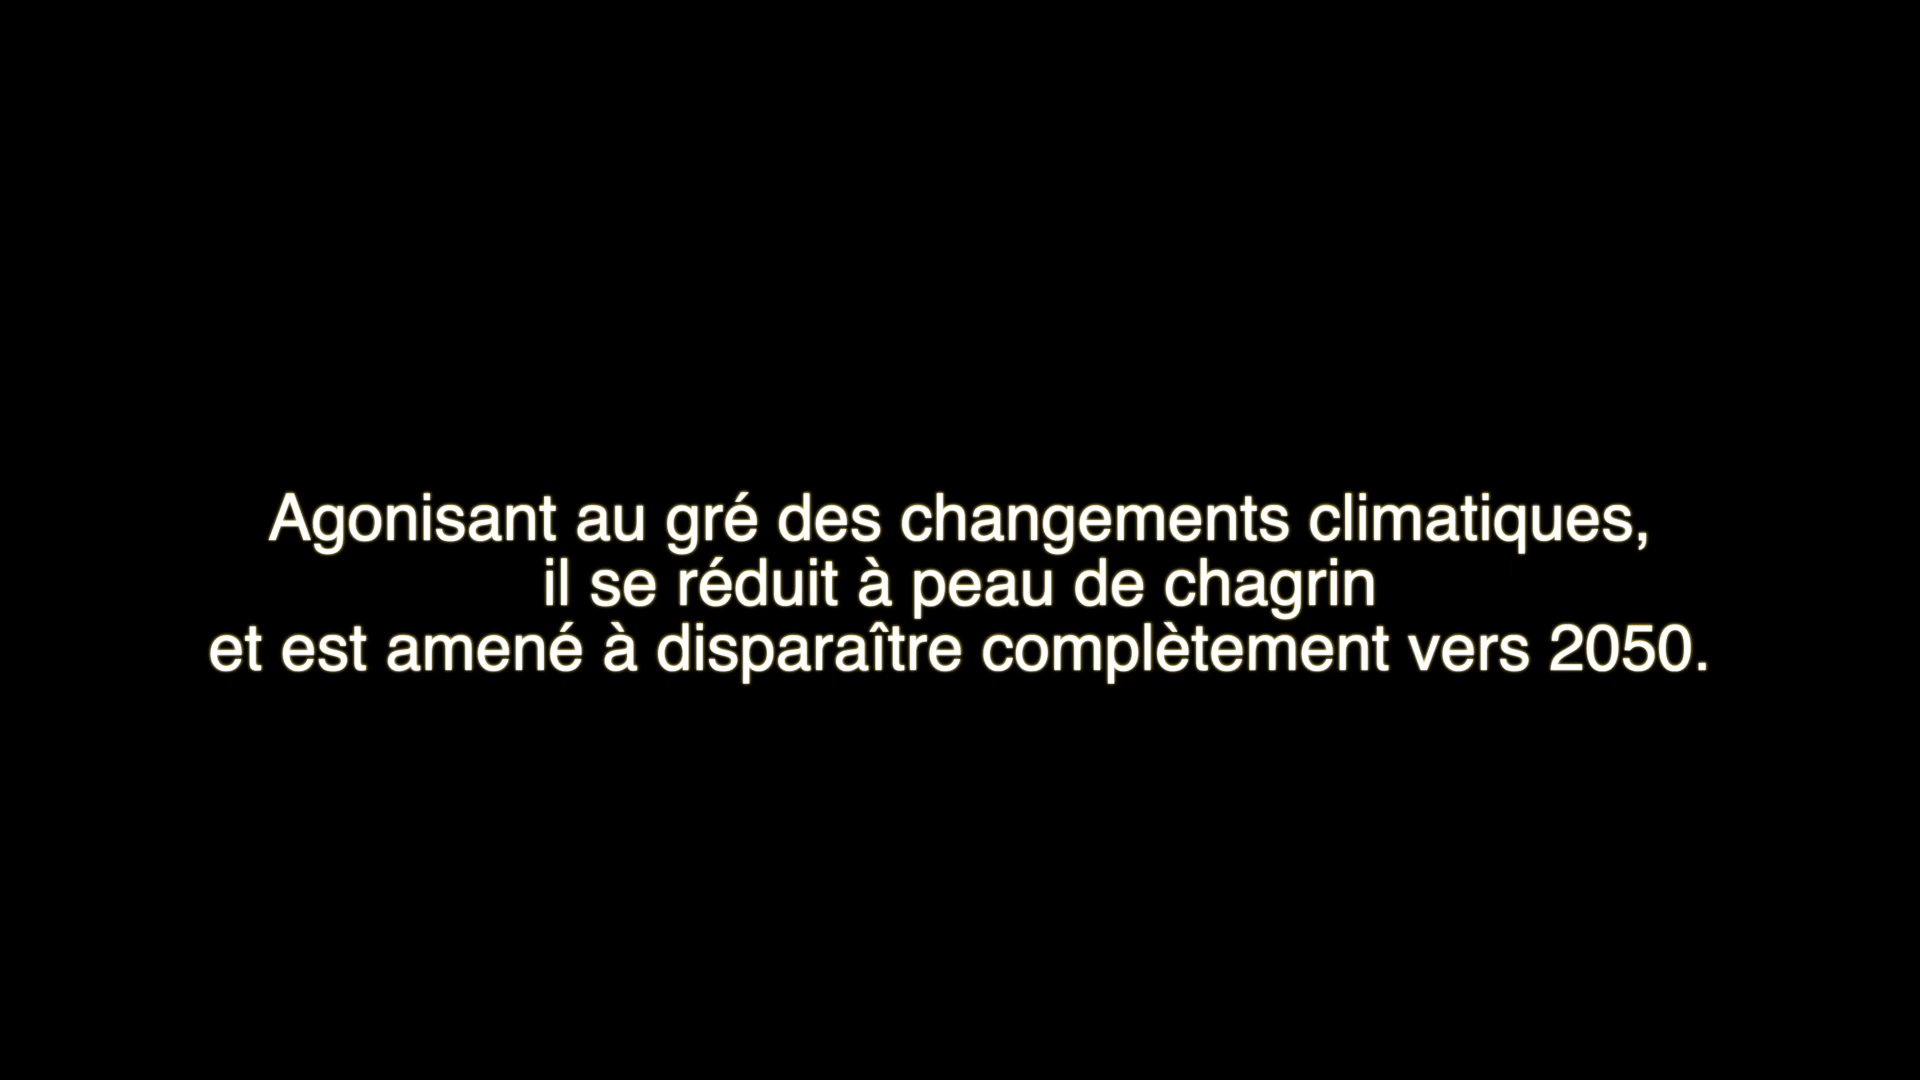 Agonisant au gré des changements climatiques,
il se réduit à peau de chagrin
et est amené à disparaître complètement vers 2050.